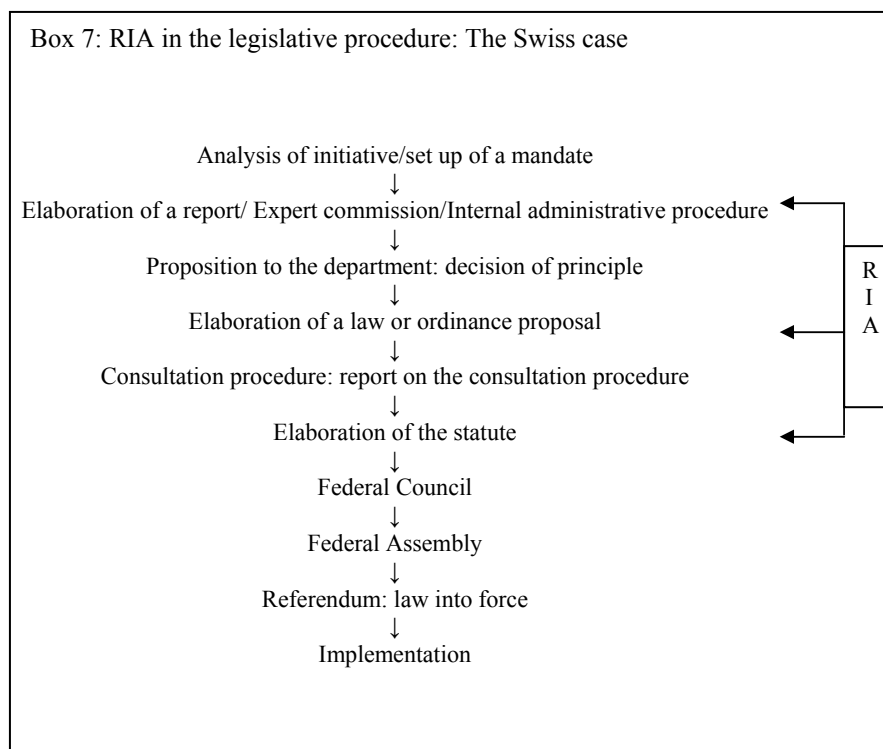 Box 7: RIA in the legislative procedure: The Swiss case
Analysis of initiative/set up of a mandate
↓
Elaboration of a report/ Expert commission/Internal administrative procedure
↓
Proposition to the department: decision of principle
↓
Elaboration of a law or ordinance proposal
↓
Consultation procedure: report on the consultation procedure
↓
Elaboration of the statute
↓
Federal Council
↓
Federal Assembly
↓
Referendum: law into force
↓
Implementation
R
I
A